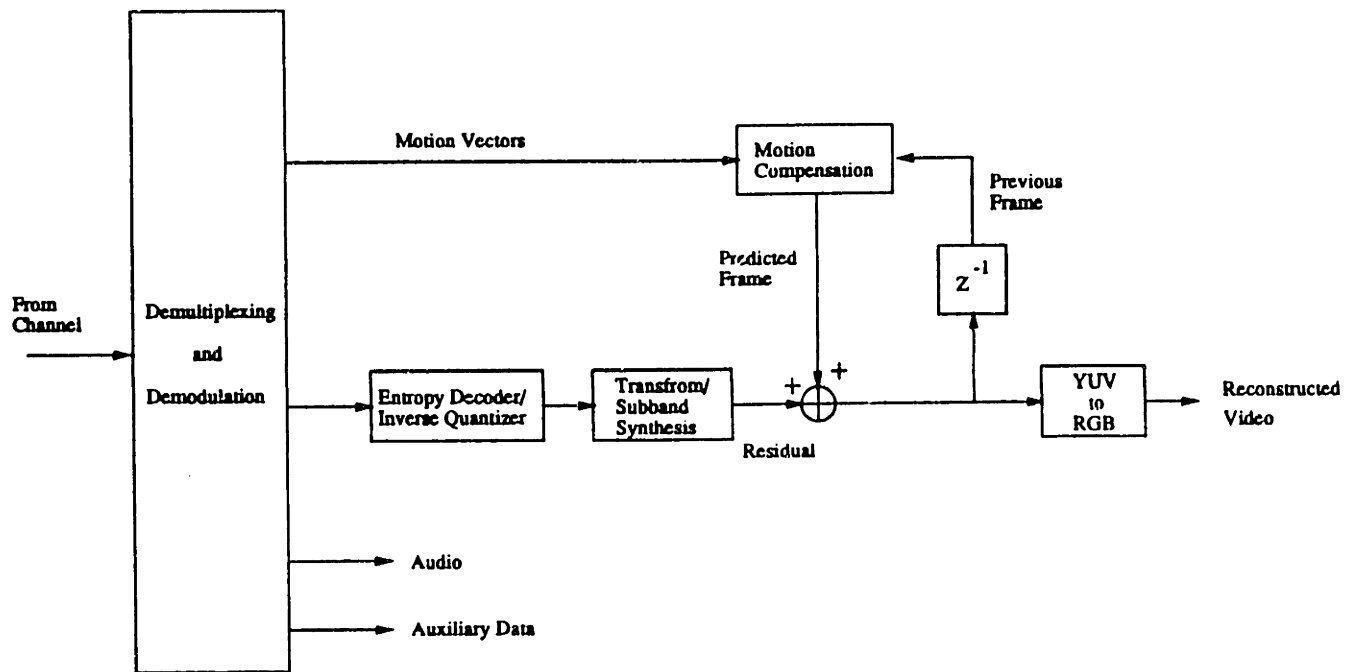 Motion Vectors
Motion
Compensation
Previous
Frame
Predicted
Frame
z⁻¹
From
Channel
Demultiplexing
and
Demodulation
Entropy Decoder/
Inverse Quantizer
Transfrom/
Subband
Synthesis
+
+
Residual
YUV
to
RGB
Reconstructed
Video
Audio
Auxiliary Data